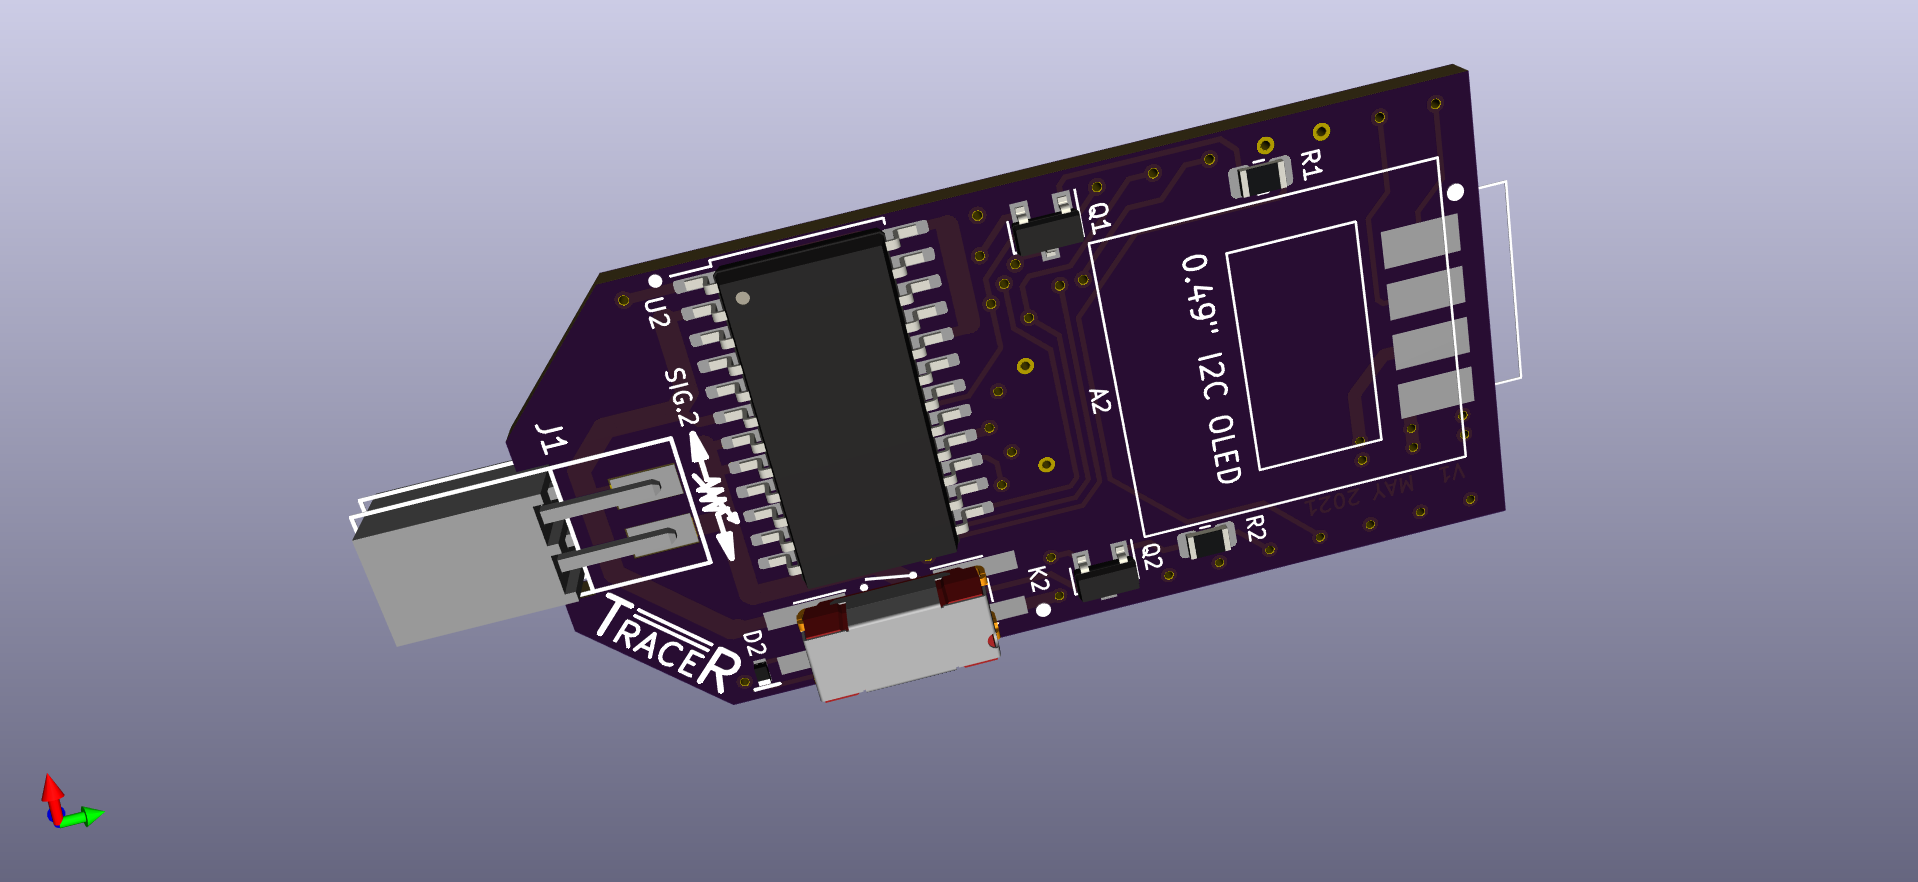 R1
Q1
U2
0.49" I2C OLED
SIG.2
A2
J1
V1
MAY 2021
R2
Q2
K2
D2
TRACER